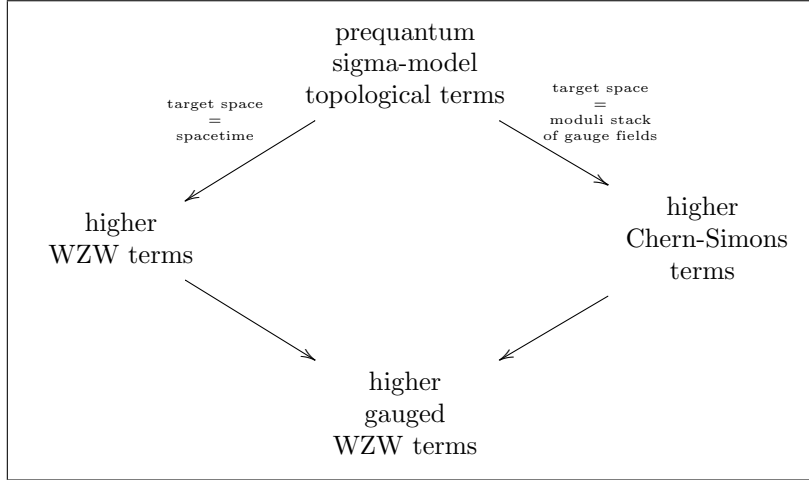 prequantum
sigma-model
topological terms
target space
=
spacetime
target space
=
moduli stack
of gauge fields
higher
WZW terms
higher
Chern-Simons
terms
higher
gauged
WZW terms